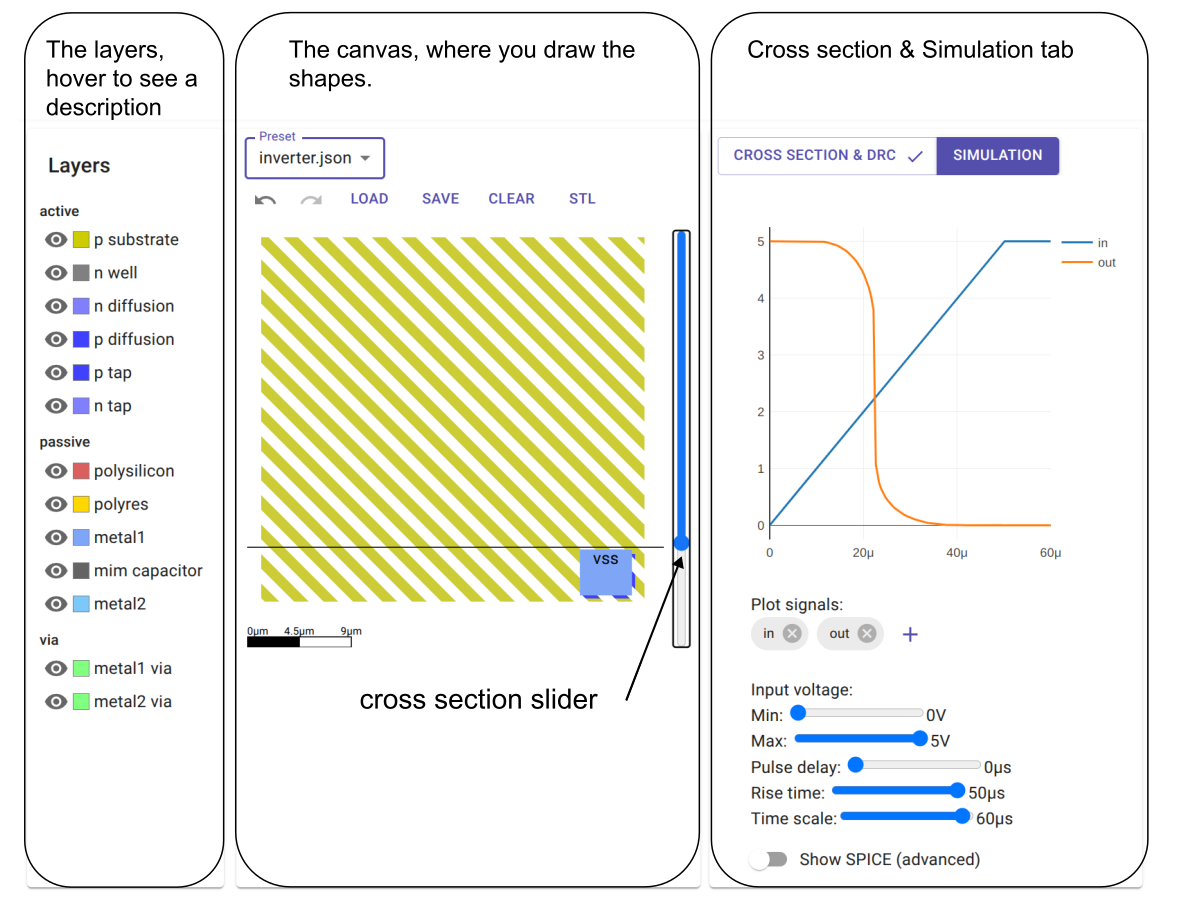 The layers,
hover to see a
description
Layers
active
p substrate
n well
n diffusion
p diffusion
p tap
n tap
passive
polysilicon
polyres
metal1
mim capacitor
metal2
via
metal1 via
metal2 via
The canvas, where you draw the
shapes.
Preset
inverter.json
LOAD SAVE CLEAR STL
VSS
0µm 4.5µm 9µm
cross section slider
Cross section & Simulation tab
CROSS SECTION & DRC SIMULATION
5
4
3
2
1
0
0 20µ 40µ 60µ
in
out
Plot signals:
in out
Input voltage:
Min: 0V
Max: 5V
Pulse delay: 0µs
Rise time: 50µs
Time scale: 60µs
Show SPICE (advanced)